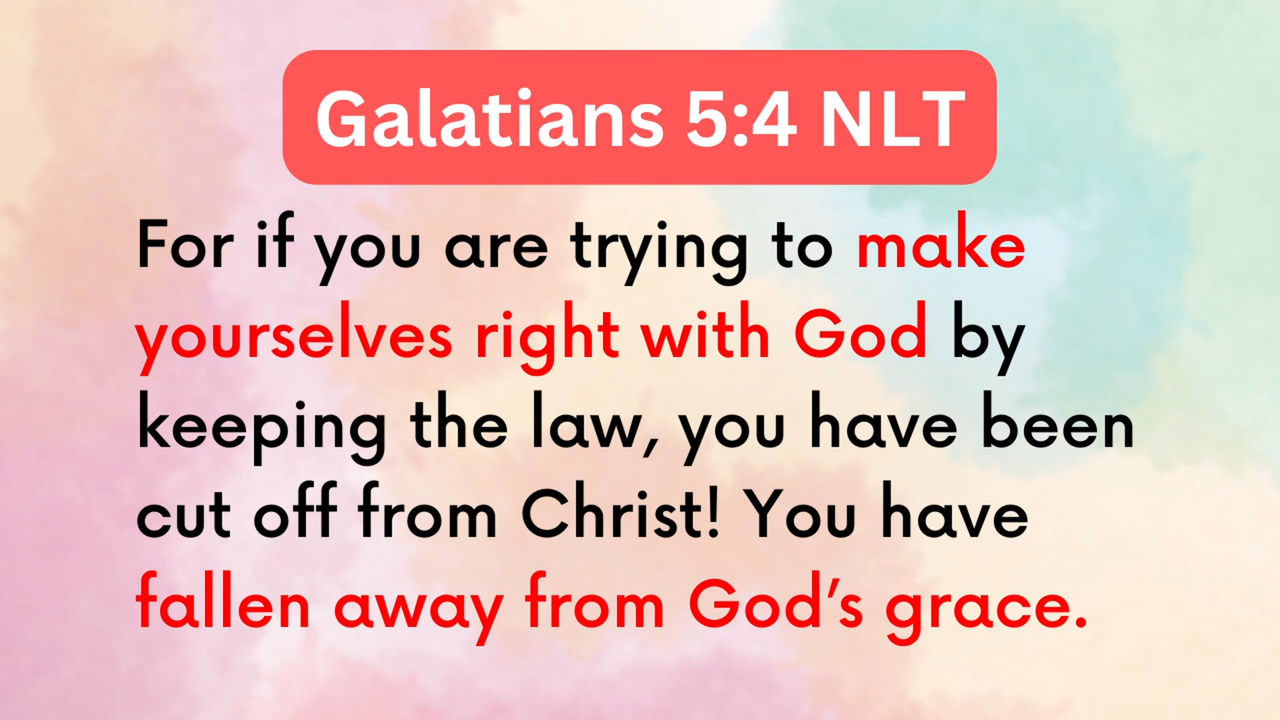 Galatians 5:4 NLT
For if you are trying to make
yourselves right with God by
keeping the law, you have been
cut off from Christ! You have
fallen away from God’s grace.